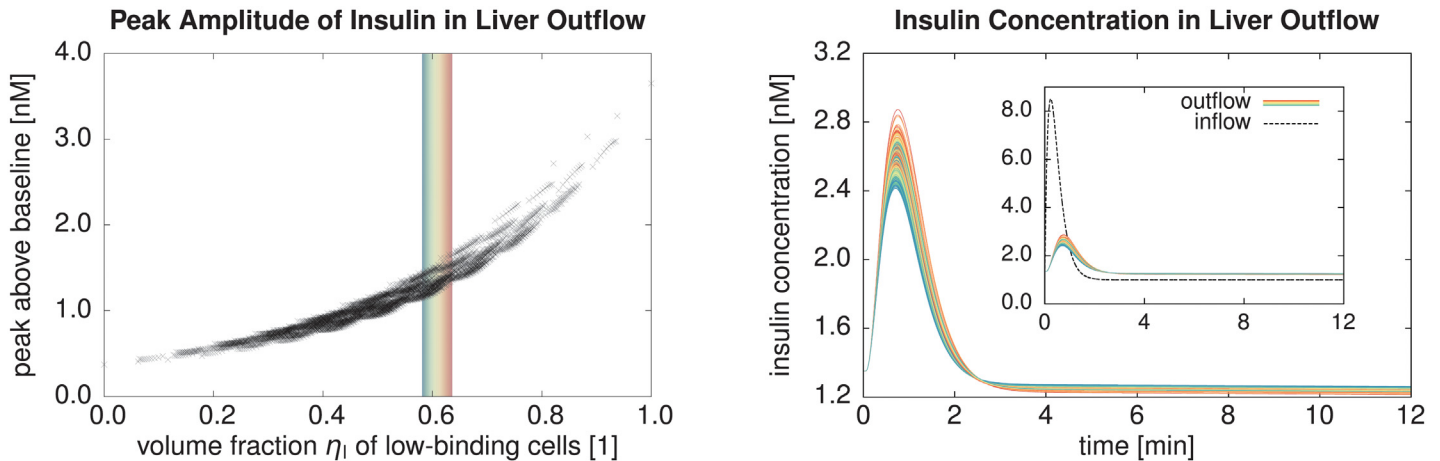 Peak Amplitude of Insulin in Liver Outflow
peak above baseline [nM]
4.0
3.0
2.0
1.0
0.0
0.0 0.2 0.4 0.6 0.8 1.0
volume fraction ηl of low-binding cells [1]
Insulin Concentration in Liver Outflow
insulin concentration [nM]
3.2
2.8
2.4
2.0
1.6
1.2
0 2 4 6 8 10 12
time [min]
outflow
inflow
8.0
6.0
4.0
2.0
0.0
0 4 8 12